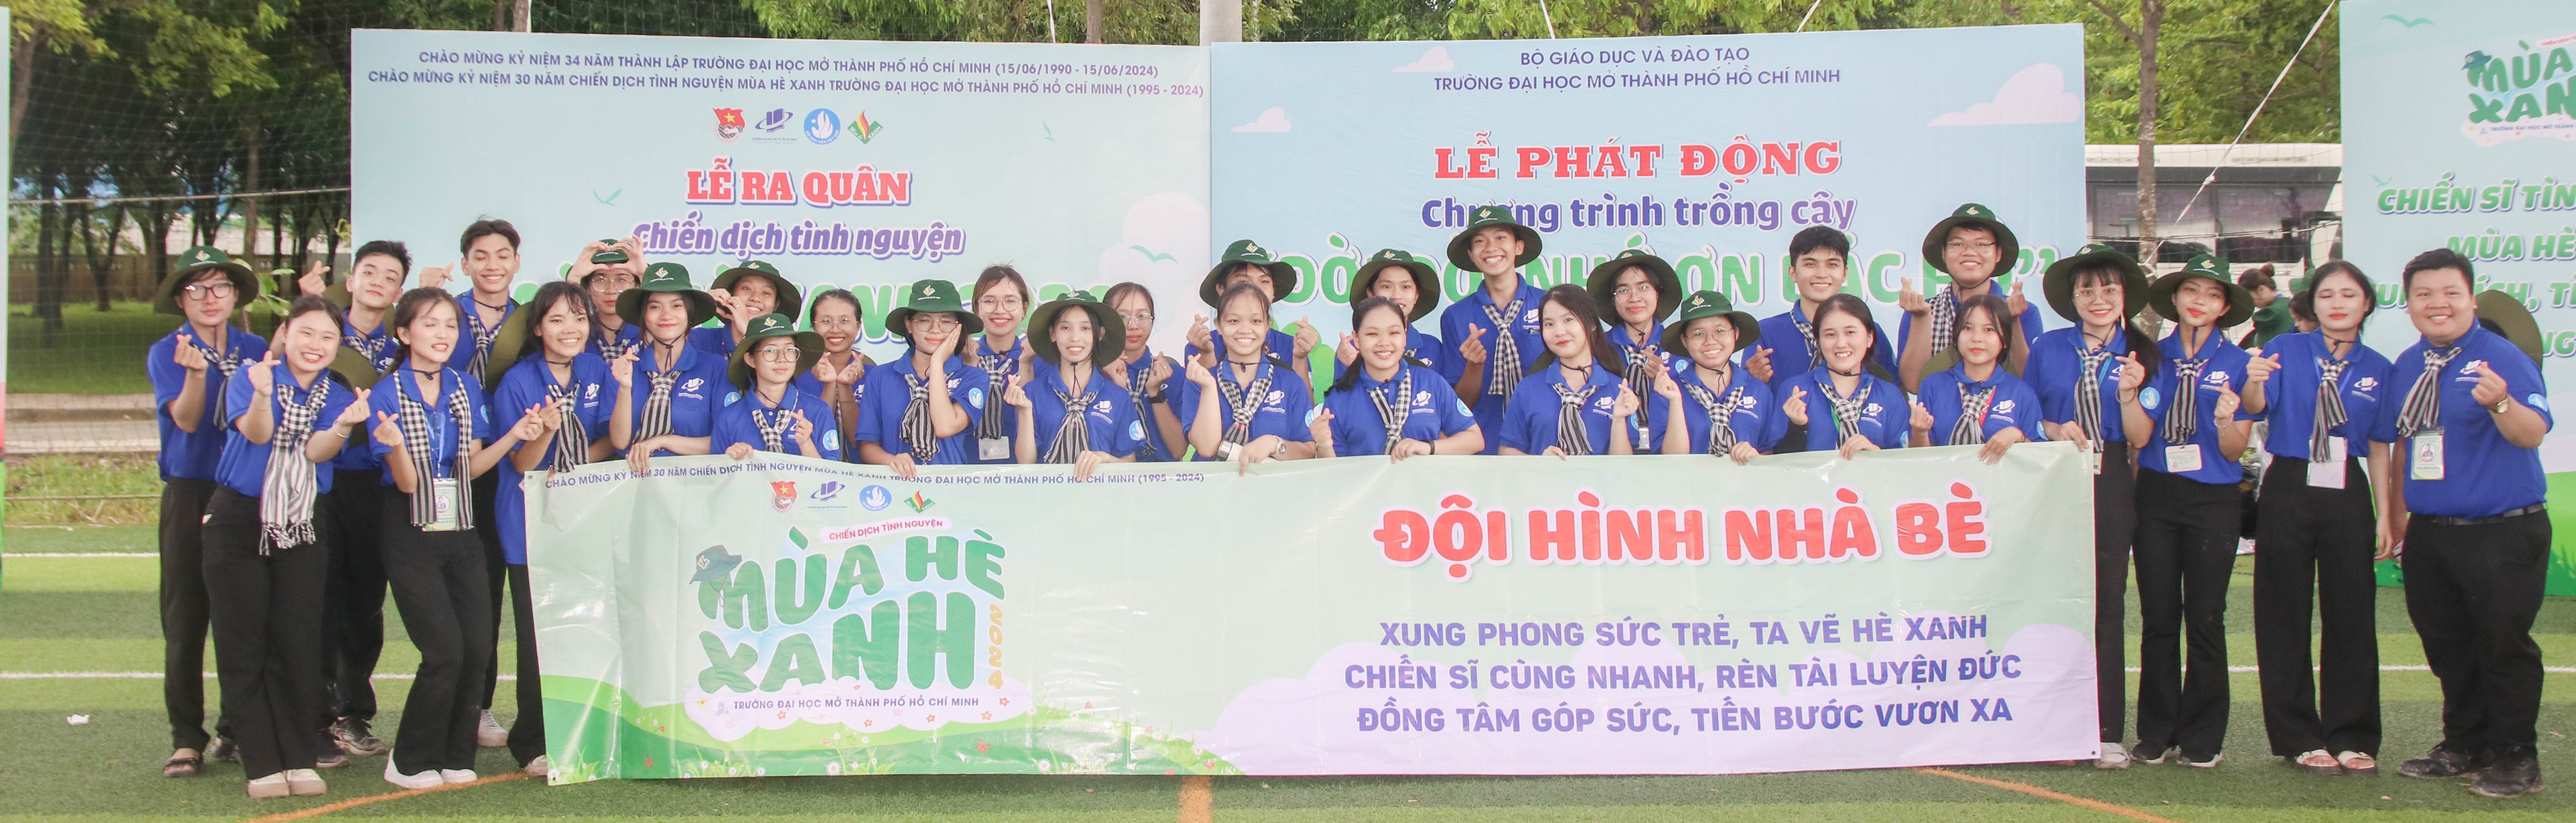 CHÀO MỪNG KỶ NIỆM 34 NĂM THÀNH LẬP TRƯỜNG ĐẠI HỌC MỞ THÀNH PHỐ HỒ CHÍ MINH (15/06/1990 - 15/06/2024)
CHÀO MỪNG KỶ NIỆM 30 NĂM CHIẾN DỊCH TÌNH NGUYỆN MÙA HÈ XANH TRƯỜNG ĐẠI HỌC MỞ THÀNH PHỐ HỒ CHÍ MINH (1995 - 2024)
LỄ RA QUÂN
Chiến dịch tình nguyện
BỘ GIÁO DỤC VÀ ĐÀO TẠO
TRƯỜNG ĐẠI HỌC MỞ THÀNH PHỐ HỒ CHÍ MINH
LỄ PHÁT ĐỘNG
Chương trình trồng cây
MÙA
XAN
TRƯỜNG ĐẠI HỌC MỞ THÀNH PHỐ
CHIẾN SĨ TÌN
MÙA HÈ
CHÀO MỪNG KỶ NIỆM 30 NĂM CHIẾN DỊCH TÌNH NGUYỆN MÙA HÈ XANH TRƯỜNG ĐẠI HỌC MỞ THÀNH PHỐ HỒ CHÍ MINH (1995 - 2024)
CHIẾN DỊCH TÌNH NGUYỆN
MÙA HÈ
XANH
2024
TRƯỜNG ĐẠI HỌC MỞ THÀNH PHỐ HỒ CHÍ MINH
ĐỘI HÌNH NHÀ BÈ
XUNG PHONG SỨC TRẺ, TA VẼ HÈ XANH
CHIẾN SĨ CÙNG NHANH, RÈN TÀI LUYỆN ĐỨC
ĐỒNG TÂM GÓP SỨC, TIẾN BƯỚC VƯƠN XA